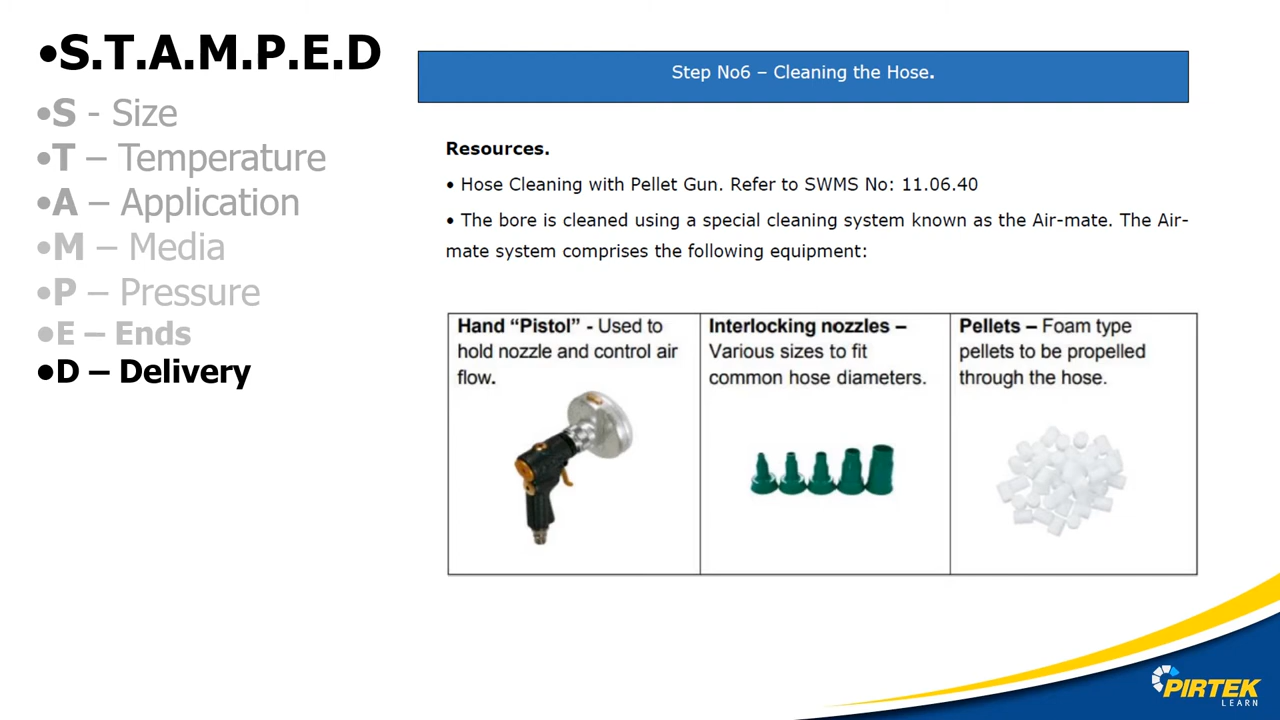 •S.T.A.M.P.E.D
•S - Size
•T – Temperature
•A – Application
•M – Media
•P – Pressure
•E – Ends
•D – Delivery
Step No6 – Cleaning the Hose.
Resources.
• Hose Cleaning with Pellet Gun. Refer to SWMS No: 11.06.40
• The bore is cleaned using a special cleaning system known as the Air-mate. The Air-
mate system comprises the following equipment:
Hand “Pistol” - Used to
hold nozzle and control air
flow.
Interlocking nozzles –
Various sizes to fit
common hose diameters.
Pellets – Foam type
pellets to be propelled
through the hose.
PIRTEK
LEARN